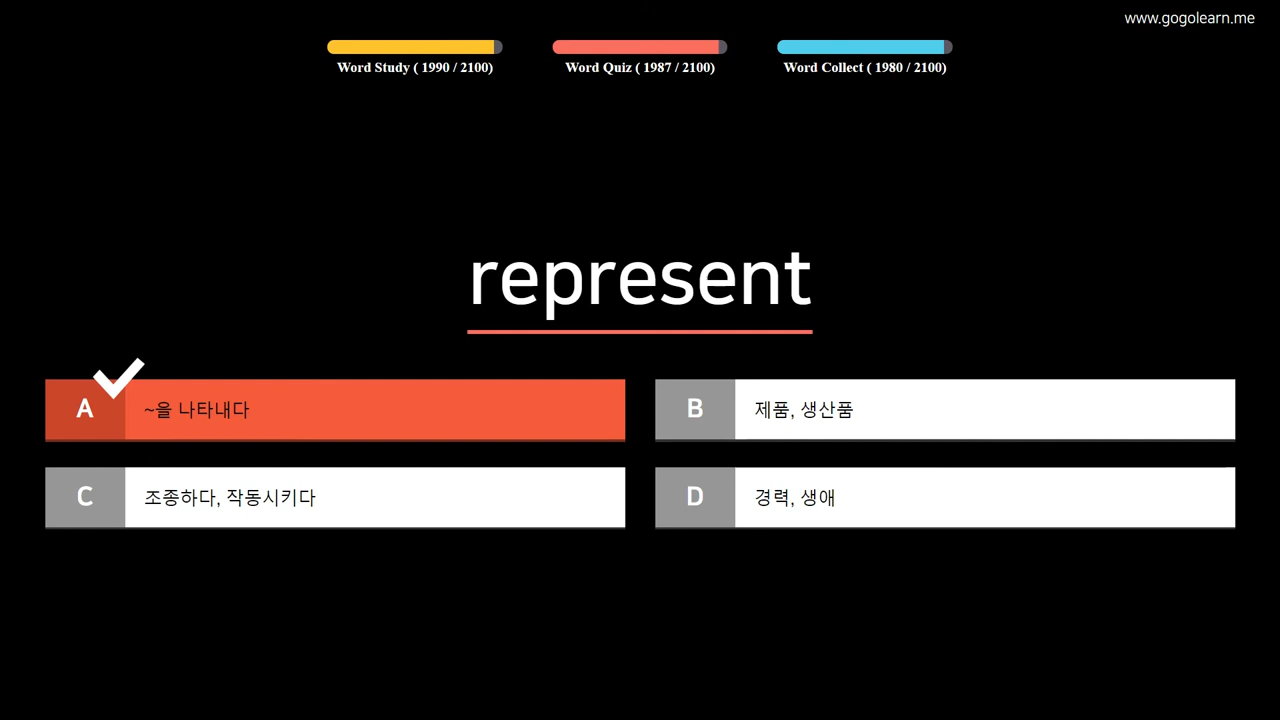 www.gogolearn.me
Word Study ( 1990 / 2100)
Word Quiz ( 1987 / 2100)
Word Collect ( 1980 / 2100)
represent
A ~을 나타내다
B 제품, 생산품
C 조종하다, 작동시키다
D 경력, 생애